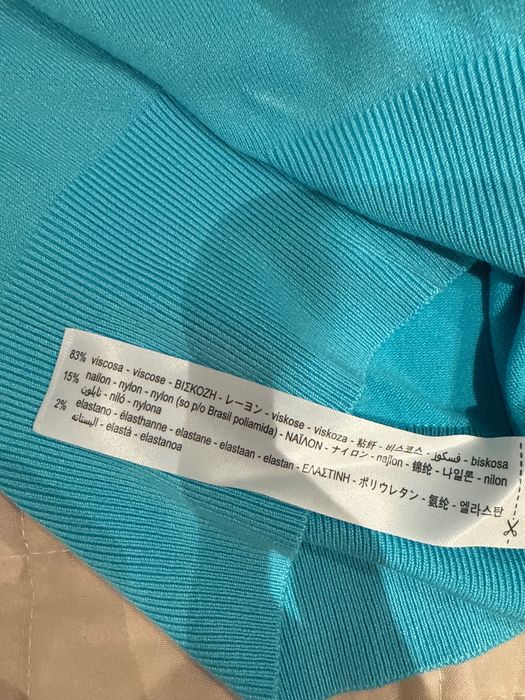 83% viscosa - viscose - ΒΙΣΚΟΖΗ - レーヨン - viskose - viskoza - 粘纤 - 비스코스 - فسكوز - biskosa
15% nailon - nylon - nylon (so p/o Brasil poliamida) - ΝΑΪΛΟΝ - ナイロン - najlon - 锦纶 - 나일론 - nilon
نايلون - niló - nylona
2% elastano - élasthanne - elastane - elastaan - elastan - ΕΛΑΣΤΙΝΗ - ポリウレタン - 氨纶 - 엘라스탄
البستانه - elastà - elastanoa